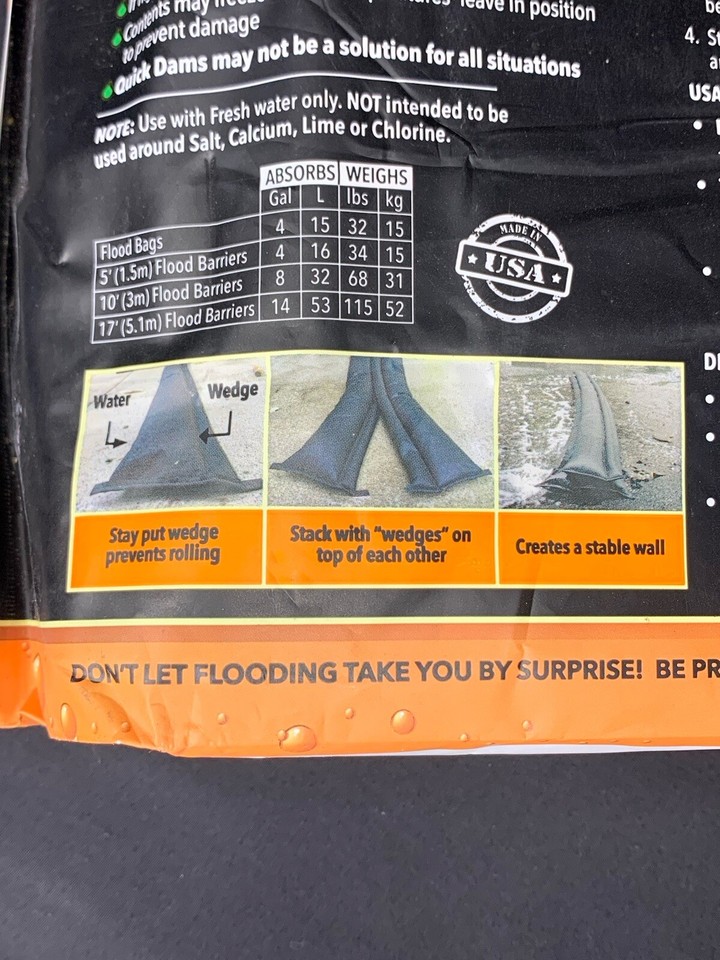 Contents may freeze
leave in position
to prevent damage
Quick Dams may not be a solution for all situations
NOTE: Use with Fresh water only. NOT intended to be
used around Salt, Calcium, Lime or Chlorine.
ABSORBS WEIGHS
Gal L lbs kg
Flood Bags 4 15 32 15
5' (1.5m) Flood Barriers 4 16 34 15
10' (3m) Flood Barriers 8 32 68 31
17' (5.1m) Flood Barriers 14 53 115 52
MADE IN
USA
Water
Wedge
Stay put wedge
prevents rolling
Stack with "wedges" on
top of each other
Creates a stable wall
DON'T LET FLOODING TAKE YOU BY SURPRISE! BE PR
4. St
USA